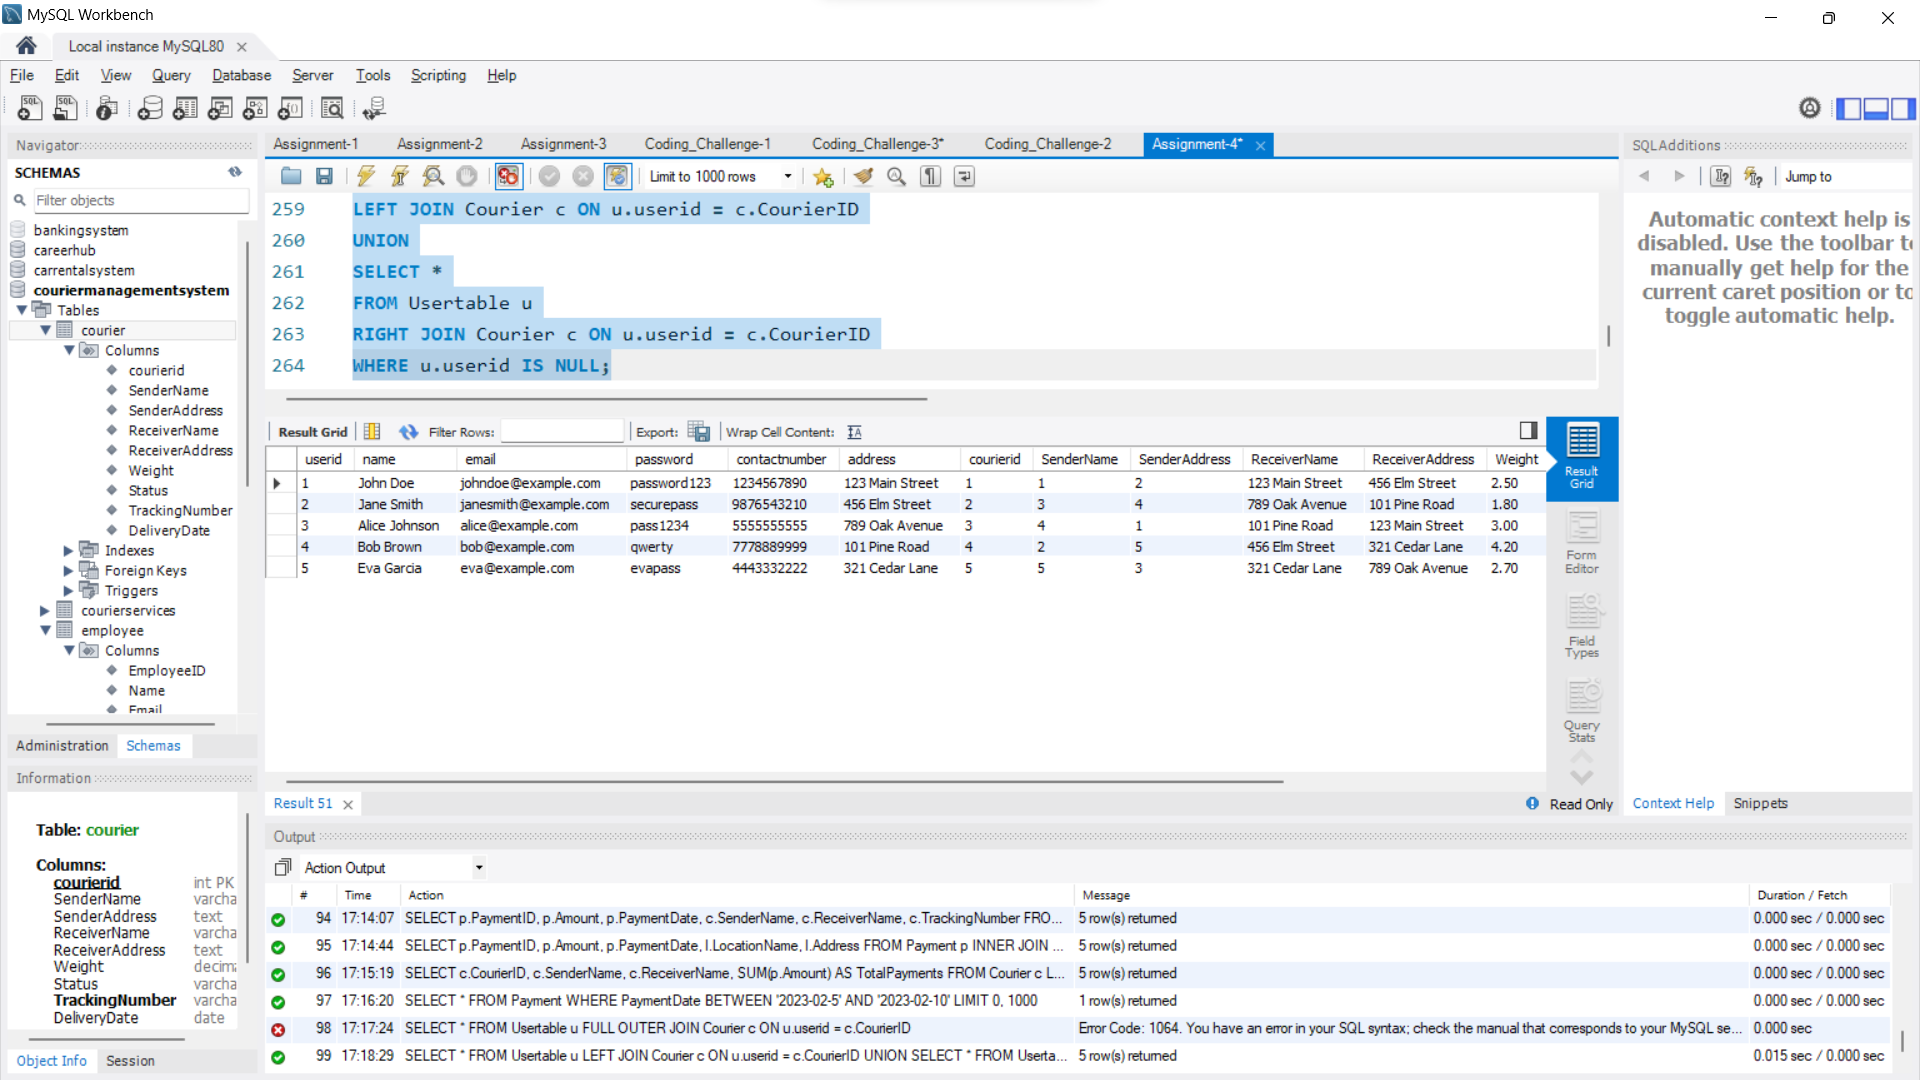 MySQL Workbench
Local instance MySQL80
File Edit View Query Database Server Tools Scripting Help
Navigator
SCHEMAS
Filter objects
bankingsystem
careerhub
carrentalsystem
couriermanagementsystem
Tables
courier
Columns
courierid
SenderName
SenderAddress
ReceiverName
ReceiverAddress
Weight
Status
TrackingNumber
DeliveryDate
Indexes
Foreign Keys
Triggers
courierservices
employee
Columns
EmployeeID
Name
Email
Administration Schemas
Information
Table: courier
Columns:
courierid int PK
SenderName varcha
SenderAddress text
ReceiverName varcha
ReceiverAddress text
Weight decim
Status varcha
TrackingNumber varcha
DeliveryDate date
Object Info Session
Assignment-1 Assignment-2 Assignment-3 Coding_Challenge-1 Coding_Challenge-3* Coding_Challenge-2 Assignment-4*
Limit to 1000 rows
259 LEFT JOIN Courier c ON u.userid = c.CourierID
260 UNION
261 SELECT *
262 FROM Usertable u
263 RIGHT JOIN Courier c ON u.userid = c.CourierID
264 WHERE u.userid IS NULL;
Result Grid Filter Rows: Export: Wrap Cell Content:
userid name email password contactnumber address courierid SenderName SenderAddress ReceiverName ReceiverAddress Weight
1 John Doe johndoe@example.com password123 1234567890 123 Main Street 1 1 2 123 Main Street 456 Elm Street 2.50
2 Jane Smith janesmith@example.com securepass 9876543210 456 Elm Street 2 3 4 789 Oak Avenue 101 Pine Road 1.80
3 Alice Johnson alice@example.com pass1234 5555555555 789 Oak Avenue 3 4 1 101 Pine Road 123 Main Street 3.00
4 Bob Brown bob@example.com qwerty 7778889999 101 Pine Road 4 2 5 456 Elm Street 321 Cedar Lane 4.20
5 Eva Garcia eva@example.com evapass 4443332222 321 Cedar Lane 5 5 3 321 Cedar Lane 789 Oak Avenue 2.70
Result
Grid
Form
Editor
Field
Types
Query
Stats
Result 51
Read Only
SQLAdditions
Jump to
Automatic context help is
disabled. Use the toolbar to
manually get help for the
current caret position or to
toggle automatic help.
Context Help Snippets
Output
Action Output
# Time Action Message Duration / Fetch
94 17:14:07 SELECT p.PaymentID, p.Amount, p.PaymentDate, c.SenderName, c.ReceiverName, c.TrackingNumber FRO... 5 row(s) returned 0.000 sec / 0.000 sec
95 17:14:44 SELECT p.PaymentID, p.Amount, p.PaymentDate, l.LocationName, l.Address FROM Payment p INNER JOIN ... 5 row(s) returned 0.000 sec / 0.000 sec
96 17:15:19 SELECT c.CourierID, c.SenderName, c.ReceiverName, SUM(p.Amount) AS TotalPayments FROM Courier c L... 5 row(s) returned 0.000 sec / 0.000 sec
97 17:16:20 SELECT * FROM Payment WHERE PaymentDate BETWEEN '2023-02-5' AND '2023-02-10' LIMIT 0, 1000 1 row(s) returned 0.000 sec / 0.000 sec
98 17:17:24 SELECT * FROM Usertable u FULL OUTER JOIN Courier c ON u.userid = c.CourierID Error Code: 1064. You have an error in your SQL syntax; check the manual that corresponds to your MySQL se... 0.000 sec
99 17:18:29 SELECT * FROM Usertable u LEFT JOIN Courier c ON u.userid = c.CourierID UNION SELECT * FROM Userta... 5 row(s) returned 0.015 sec / 0.000 sec